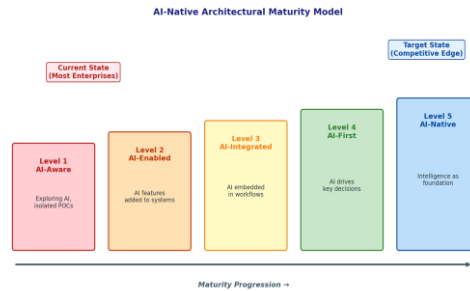 AI-Native Architectural Maturity Model
Current State
(Most Enterprises)
Target State
(Competitive Edge)
Level 1
AI-Aware
Exploring AI,
isolated POCs
Level 2
AI-Enabled
AI features
added to systems
Level 3
AI-Integrated
AI embedded
in workflows
Level 4
AI-First
AI drives
key decisions
Level 5
AI-Native
Intelligence as
foundation
Maturity Progression →